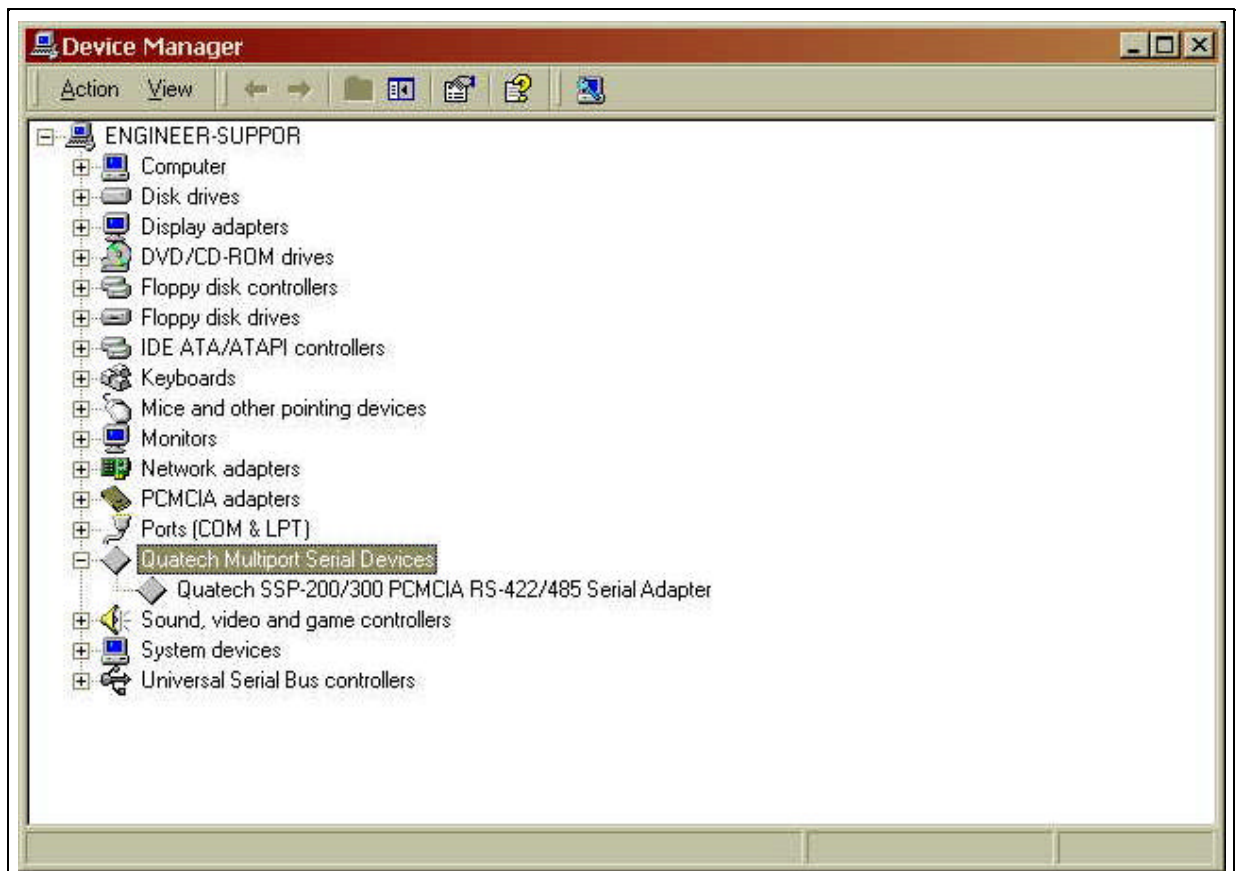 Device Manager
Action View
ENGINEER-SUPPOR
Computer
Disk drives
Display adapters
DVD/CD-ROM drives
Floppy disk controllers
Floppy disk drives
IDE ATA/ATAPI controllers
Keyboards
Mice and other pointing devices
Monitors
Network adapters
PCMCIA adapters
Ports (COM & LPT)
Quatech Multiport Serial Devices
Quatech SSP-200/300 PCMCIA RS-422/485 Serial Adapter
Sound, video and game controllers
System devices
Universal Serial Bus controllers